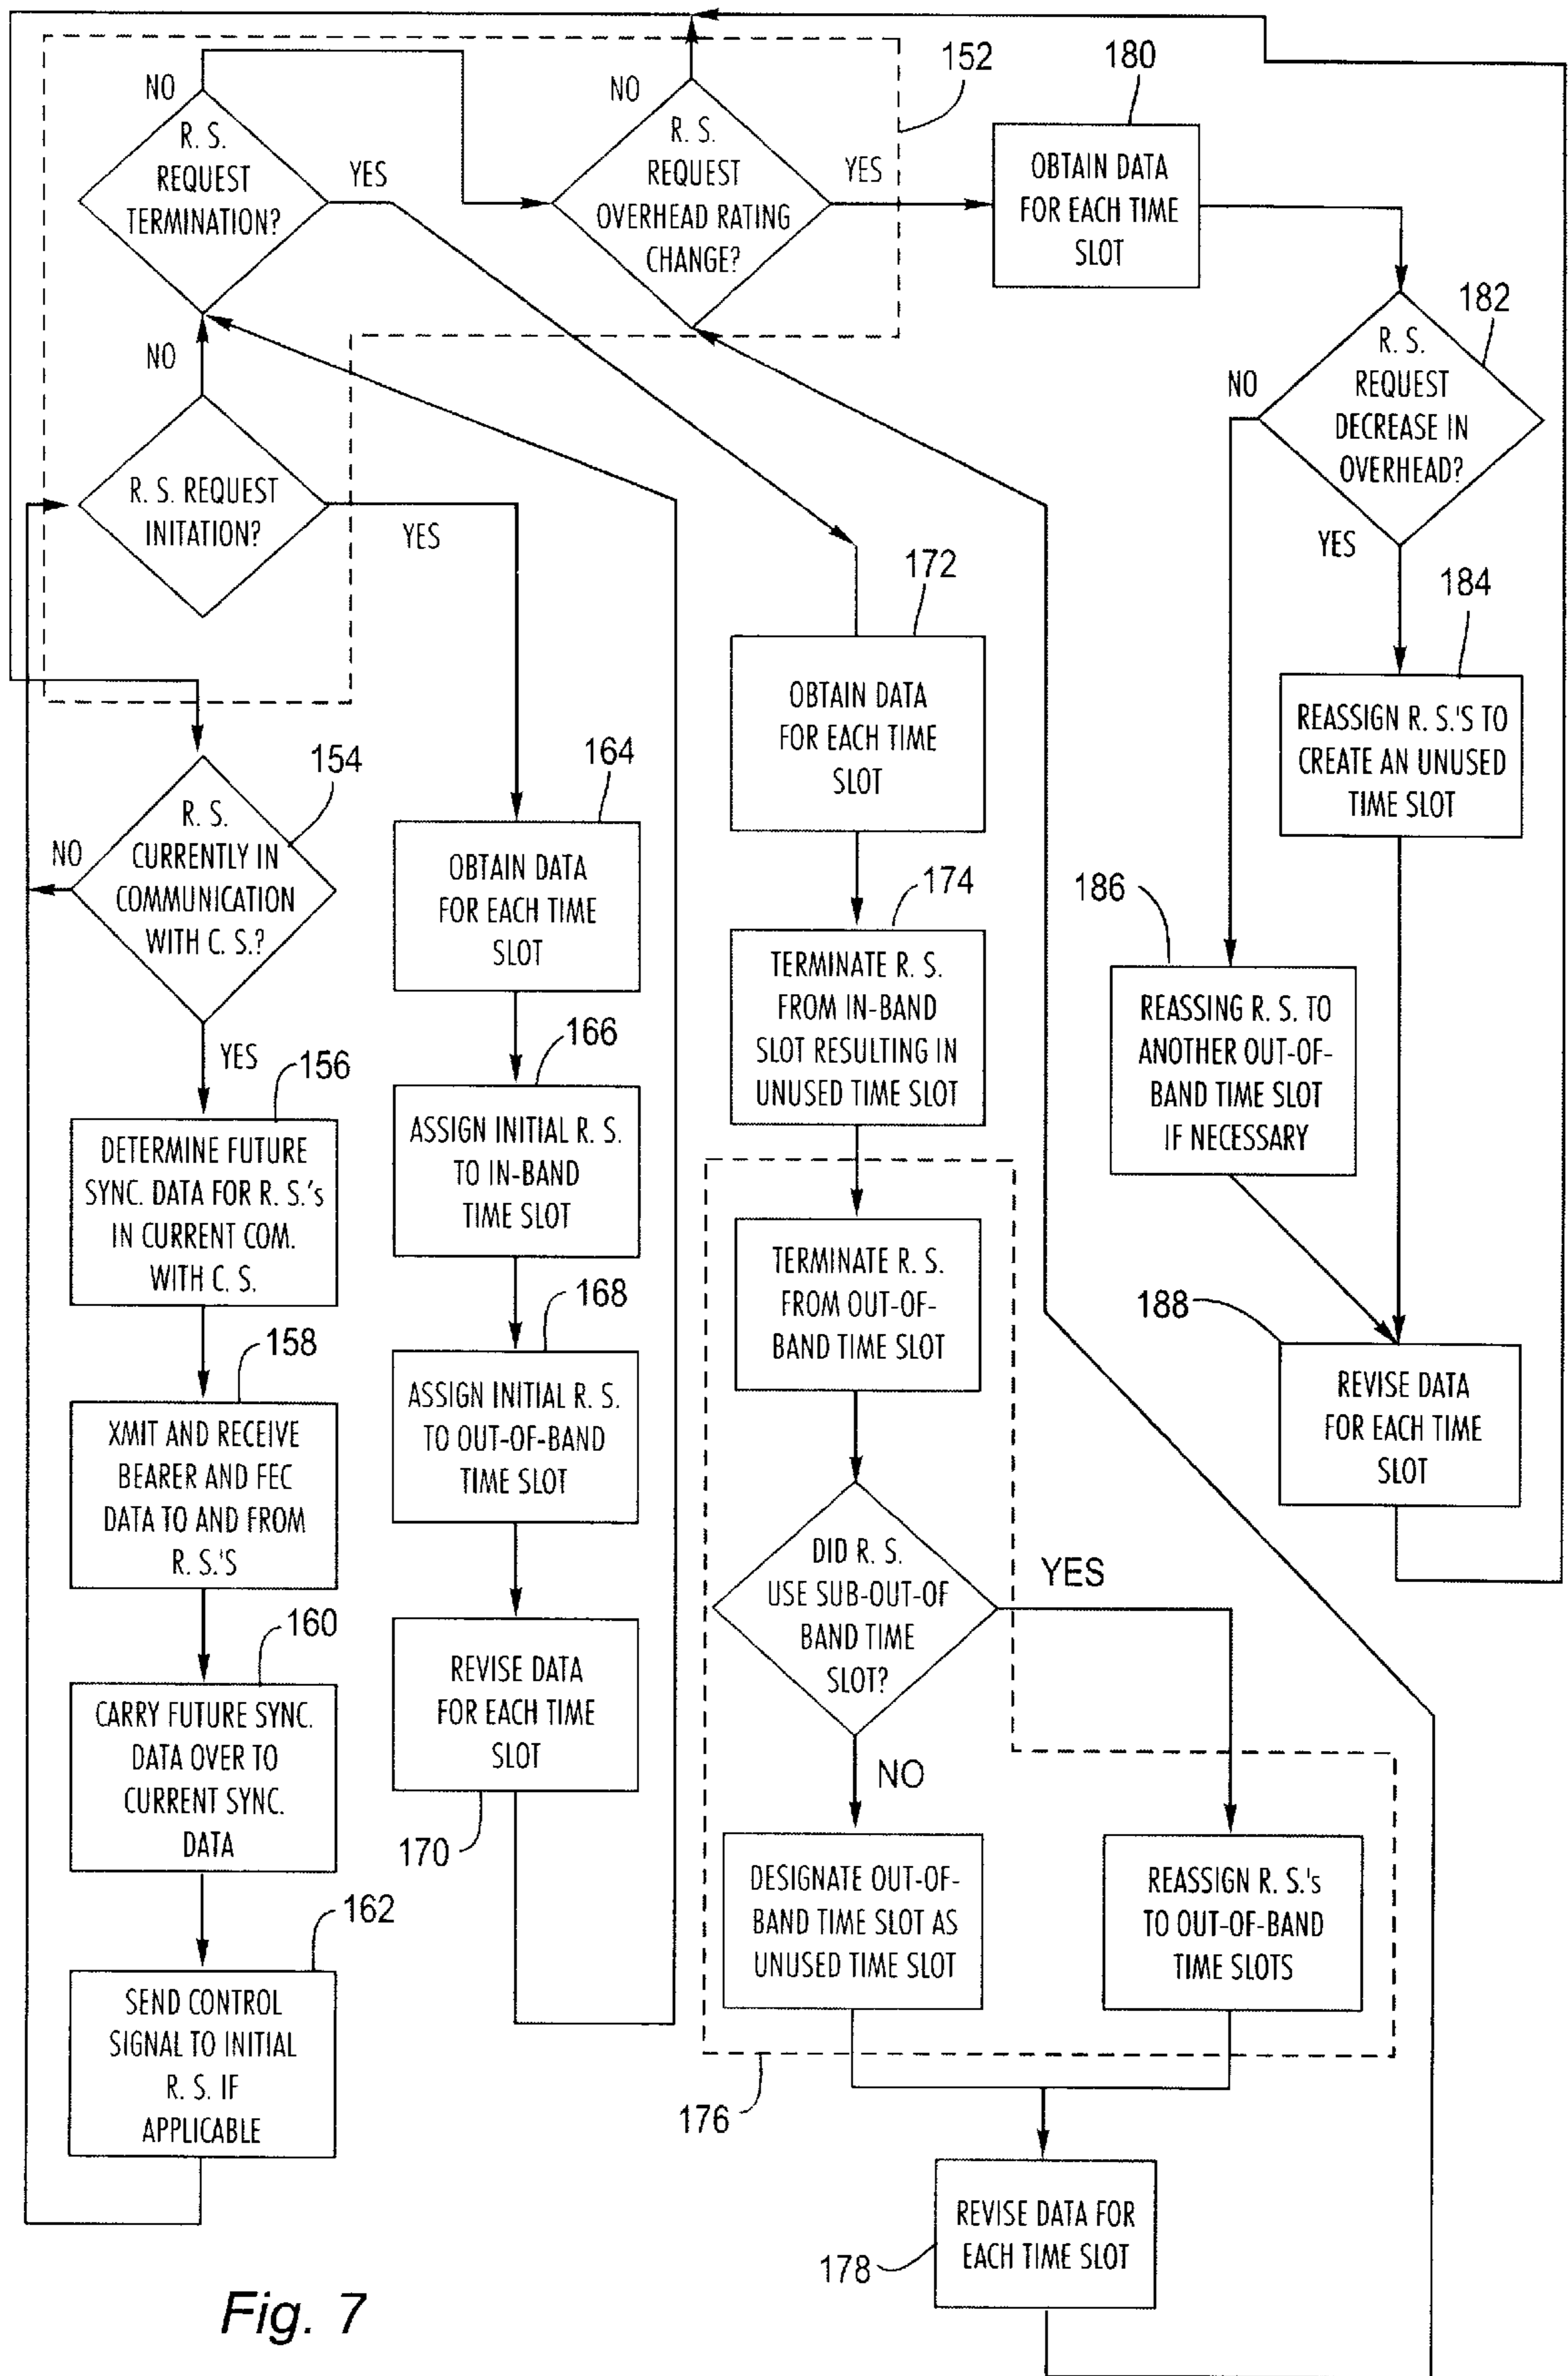 152
180
NO
R. S.
REQUEST
TERMINATION?
YES
NO
R. S.
REQUEST
OVERHEAD RATING
CHANGE?
YES
OBTAIN DATA
FOR EACH TIME
SLOT
182
R. S.
REQUEST
DECREASE IN
OVERHEAD?
NO
YES
NO
R. S. REQUEST
INITATION?
YES
184
REASSIGN R. S.'S TO
CREATE AN UNUSED
TIME SLOT
172
OBTAIN DATA
FOR EACH TIME
SLOT
154
R. S.
CURRENTLY IN
COMMUNICATION
WITH C. S.?
NO
YES
164
OBTAIN DATA
FOR EACH TIME
SLOT
174
TERMINATE R. S.
FROM IN-BAND
SLOT RESULTING IN
UNUSED TIME SLOT
186
REASSING R. S. TO
ANOTHER OUT-OF-
BAND TIME SLOT
IF NECESSARY
156
DETERMINE FUTURE
SYNC. DATA FOR R. S.'s
IN CURRENT COM.
WITH C. S.
166
ASSIGN INITIAL R. S.
TO IN-BAND
TIME SLOT
TERMINATE R. S.
FROM OUT-OF-
BAND TIME SLOT
188
REVISE DATA
FOR EACH TIME
SLOT
158
XMIT AND RECEIVE
BEARER AND FEC
DATA TO AND FROM
R. S.'S
168
ASSIGN INITIAL R. S.
TO OUT-OF-BAND
TIME SLOT
DID R. S.
USE SUB-OUT-OF
BAND TIME
SLOT?
YES
NO
160
CARRY FUTURE SYNC.
DATA OVER TO
CURRENT SYNC.
DATA
REVISE DATA
FOR EACH TIME
SLOT
170
DESIGNATE OUT-OF-
BAND TIME SLOT AS
UNUSED TIME SLOT
REASSIGN R. S.'s
TO OUT-OF-BAND
TIME SLOTS
162
SEND CONTROL
SIGNAL TO INITIAL
R. S. IF
APPLICABLE
176
REVISE DATA FOR
EACH TIME SLOT
178
Fig. 7